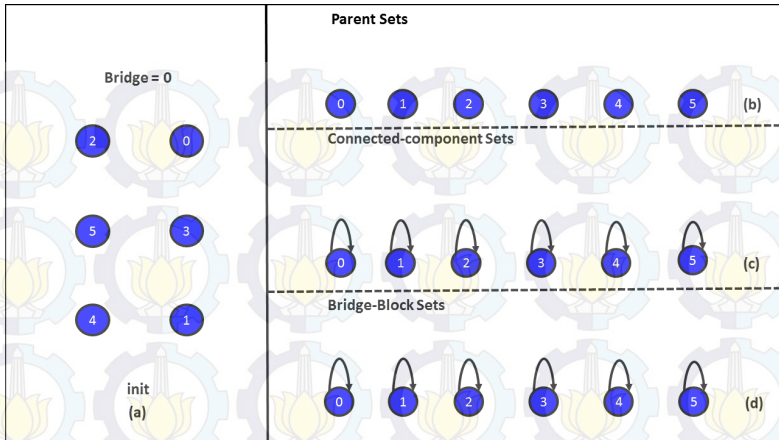 Parent Sets
Bridge = 0
0 1 2 3 4 5 (b)
Connected-component Sets
2 0
5 3
0 1 2 3 4 5 (c)
Bridge-Block Sets
4 1
init
(a)
0 1 2 3 4 5 (d)